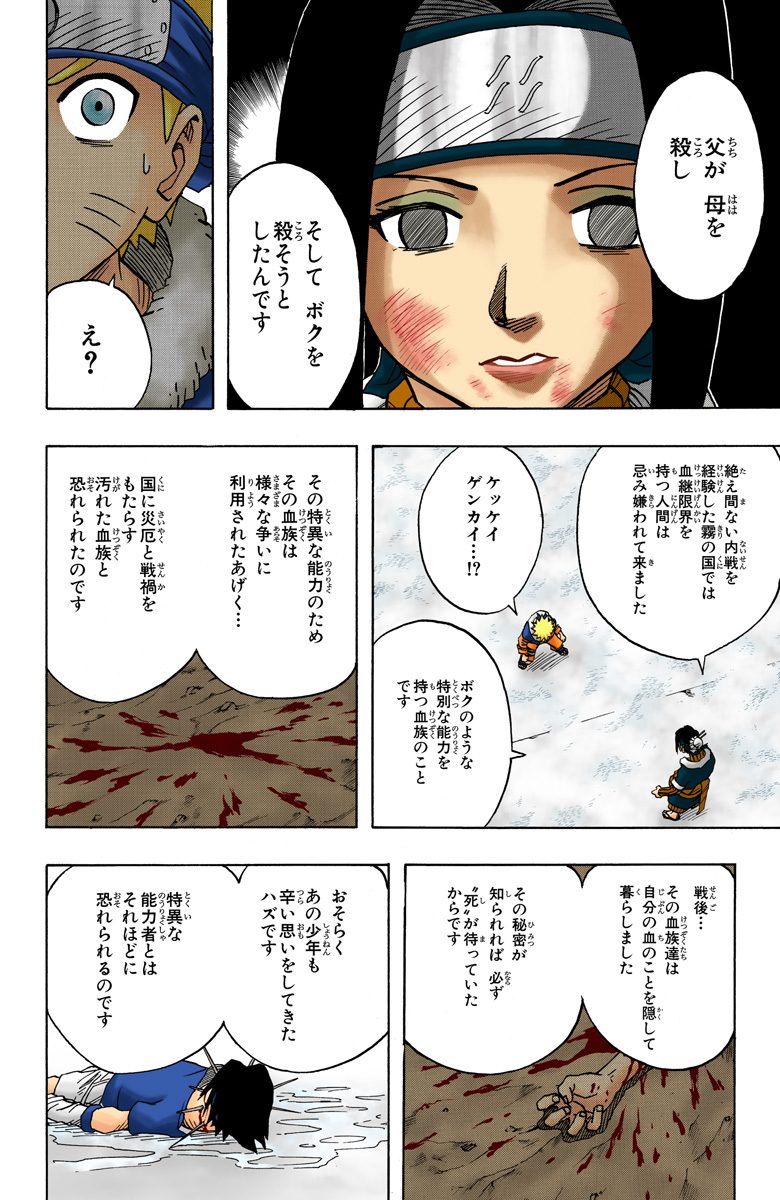 父が 母を
殺し
そして ボクを
殺そうと
したんです
え?
絶え間ない内戦を
経験した霧の国では
血継限界を
持つ人間は
忌み嫌われて来ました
ケッケイ
ゲンカイ…!?
ボクのような
特別な能力を
持つ血族のこと
です
その特異な能力のため
その血族は
様々な争いに
利用されたあげく…
国に災厄と戦禍を
もたらす
汚れた血族と
恐れられたのです
戦後…
その血族達は
自分の血のことを隠して
暮らしました
その秘密が
知られれば 必ず
〝死〟が待っていた
からです
おそらく
あの少年も
辛い思いをしてきた
ハズです
特異な
能力者とは
それほどに
恐れられるのです